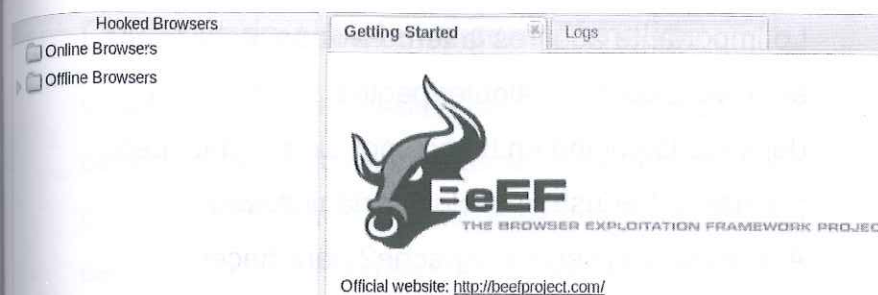 Hooked Browsers
Online Browsers
Offline Browsers
Getting Started
Logs
BeEF
THE BROWSER EXPLOITATION FRAMEWORK PROJEC
Official website: http://beefproject.com/